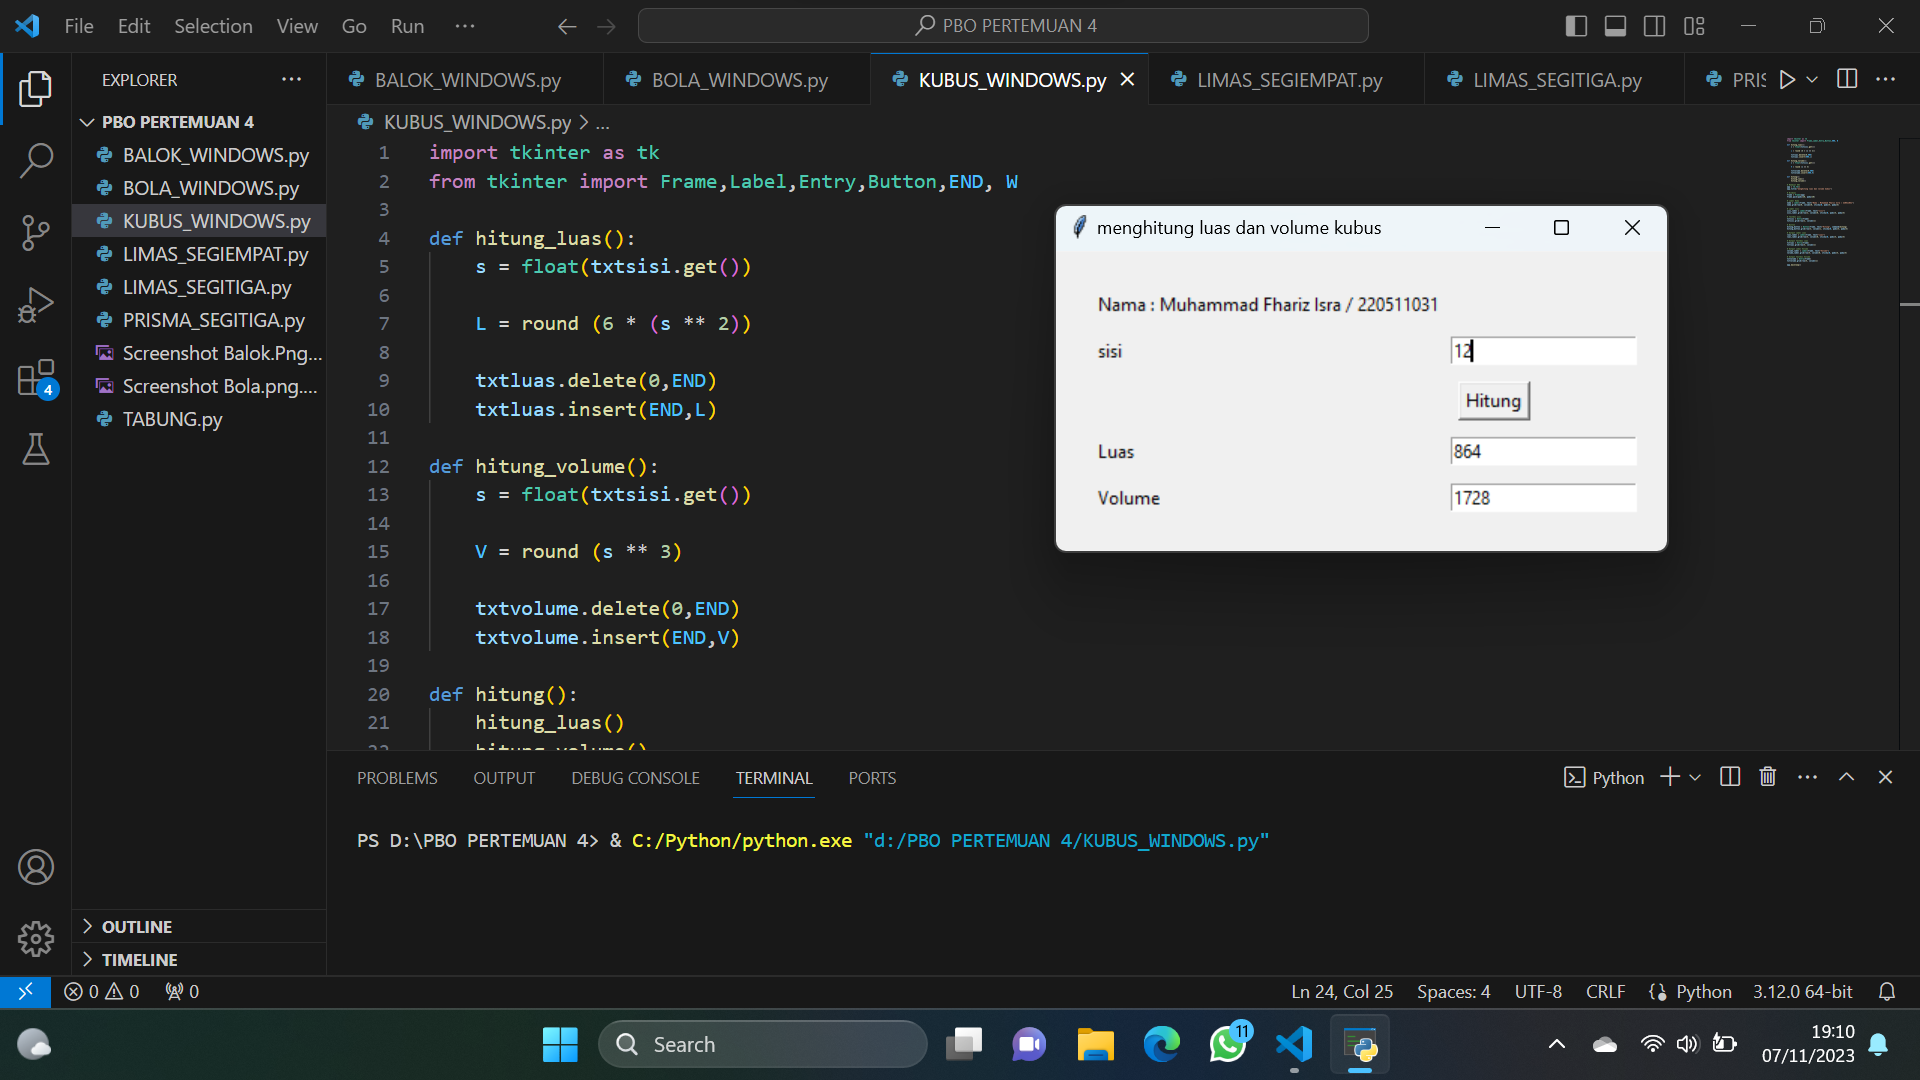 File Edit Selection View Go Run ··· PBO PERTEMUAN 4
EXPLORER ···
PBO PERTEMUAN 4
BALOK_WINDOWS.py
BOLA_WINDOWS.py
KUBUS_WINDOWS.py
LIMAS_SEGIEMPAT.py
LIMAS_SEGITIGA.py
PRISMA_SEGITIGA.py
Screenshot Balok.Png...
Screenshot Bola.png....
TABUNG.py
4
OUTLINE
TIMELINE
BALOK_WINDOWS.py BOLA_WINDOWS.py KUBUS_WINDOWS.py LIMAS_SEGIEMPAT.py LIMAS_SEGITIGA.py PRIS
KUBUS_WINDOWS.py > ...
1 import tkinter as tk
2 from tkinter import Frame,Label,Entry,Button,END, W
3
4 def hitung_luas():
5 s = float(txtsisi.get())
6
7 L = round (6 * (s ** 2))
8
9 txtluas.delete(0,END)
10 txtluas.insert(END,L)
11
12 def hitung_volume():
13 s = float(txtsisi.get())
14
15 V = round (s ** 3)
16
17 txtvolume.delete(0,END)
18 txtvolume.insert(END,V)
19
20 def hitung():
21 hitung_luas()
22 hitung_volume()
menghitung luas dan volume kubus
Nama : Muhammad Fhariz Isra / 220511031
sisi 12
Hitung
Luas 864
Volume 1728
PROBLEMS OUTPUT DEBUG CONSOLE TERMINAL PORTS Python
PS D:\PBO PERTEMUAN 4> & C:/Python/python.exe "d:/PBO PERTEMUAN 4/KUBUS_WINDOWS.py"
0 0 0 Ln 24, Col 25 Spaces: 4 UTF-8 CRLF Python 3.12.0 64-bit
Search 11 19:10
07/11/2023